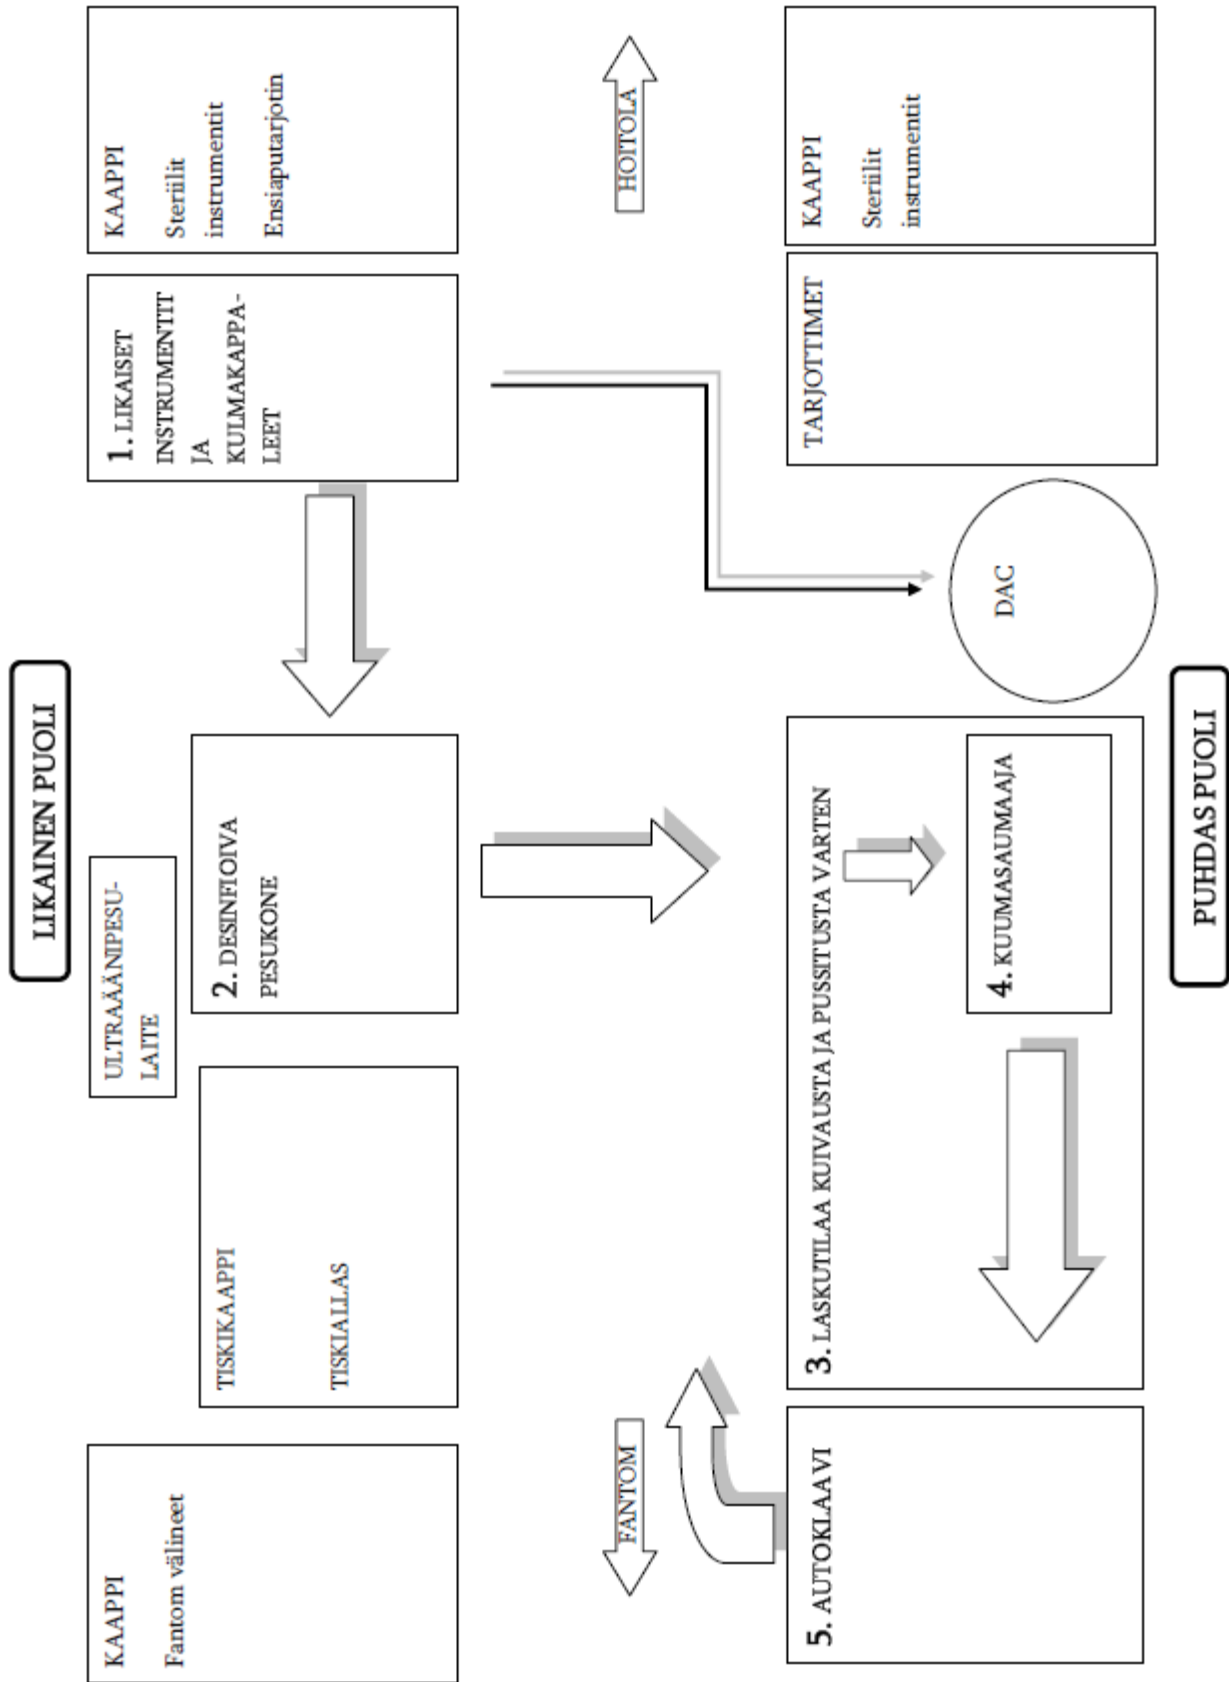 LIKAINEN PUOLI
KAAPPI
Fantom välineet
TISKIKAAPPI
TISKIALLAS
ULTRAÄÄNIPESU-
LAITE
2. DESINFIOIVA
PESUKONE
1. LIKAISET
INSTRUMENTIT
JA
KULMAKAPPA-
LEET
KAAPPI
Steriilit
instrumentit
Ensiaputarjotin
FANTOM
HOITOLA
5. AUTOKLAAVI
3. LASKUTILAA KUIVAUSTA JA PUSSITUSTA VARTEN
4. KUUMASAUMAAJA
DAC
TARJOTTIMET
KAAPPI
Steriilit
instrumentit
PUHDAS PUOLI